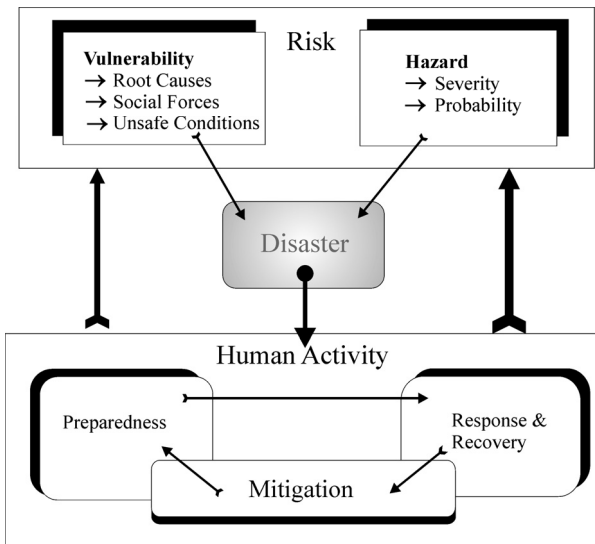 Risk
Vulnerability
→ Root Causes
→ Social Forces
→ Unsafe Conditions
Hazard
→ Severity
→ Probability
Disaster
Human Activity
Preparedness
Response &
Recovery
Mitigation